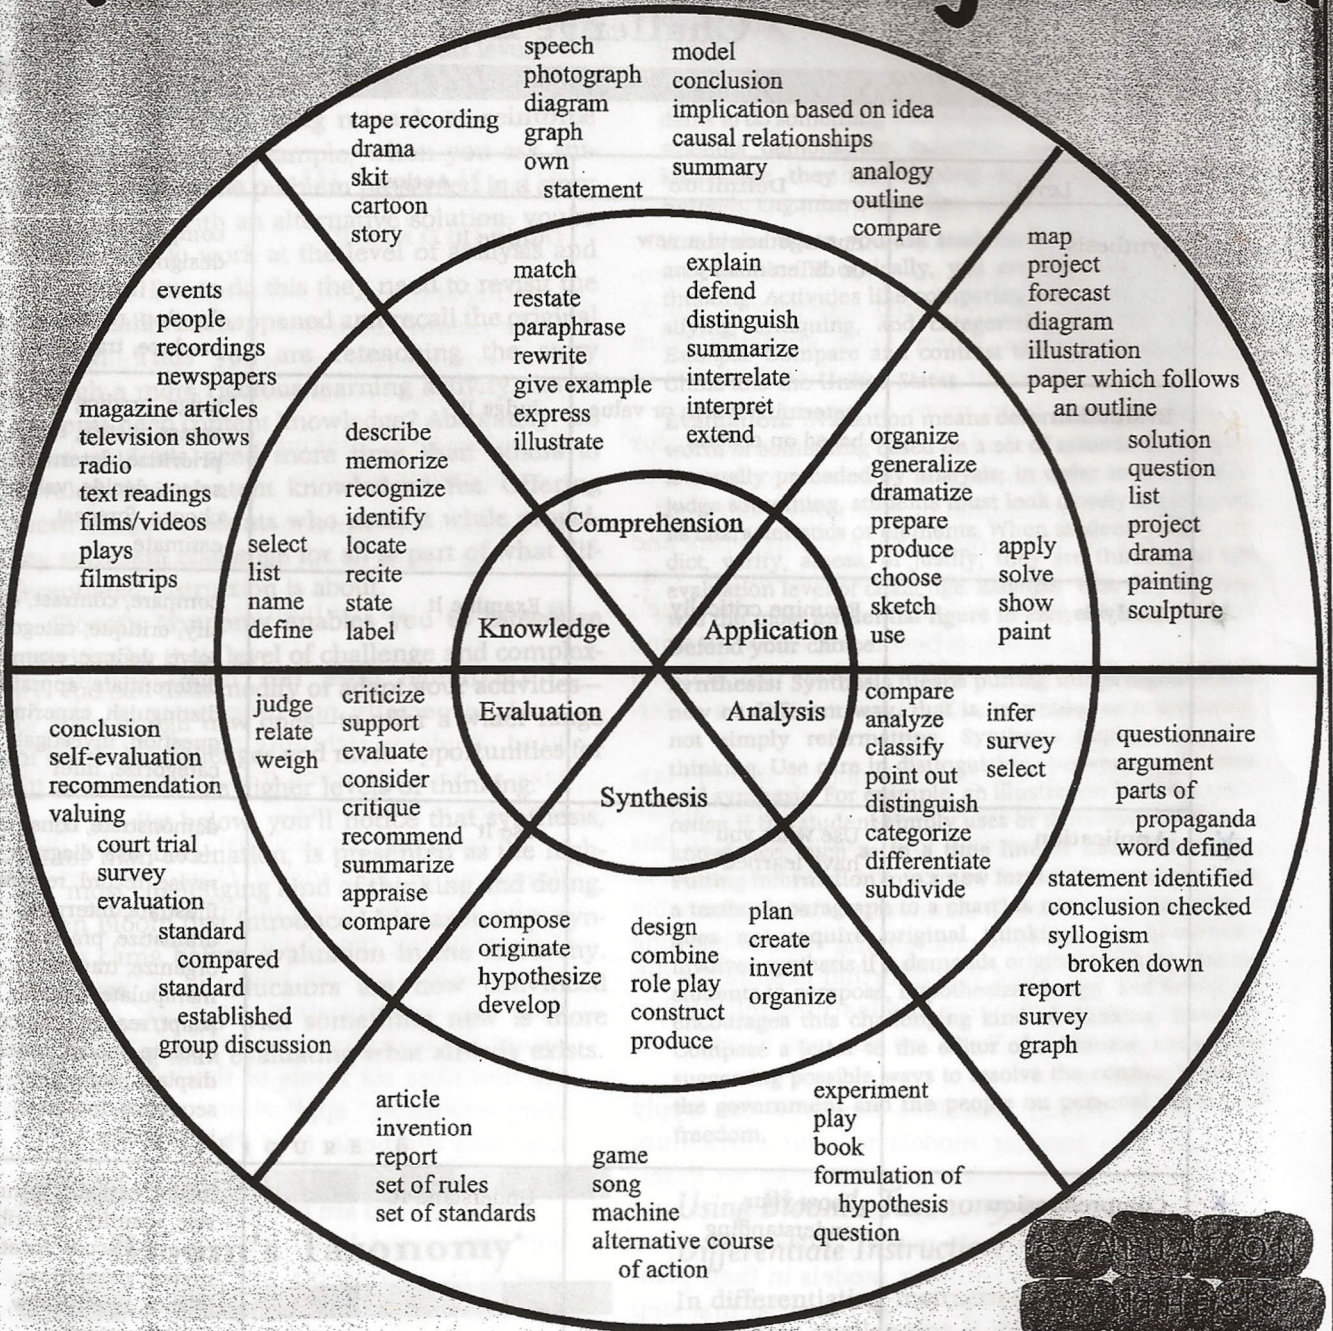 speech
photograph
diagram
graph
own
statement
model
conclusion
implication based on idea
causal relationships
summary
tape recording
drama
skit
cartoon
story
analogy
outline
compare
match
restate
paraphrase
rewrite
give example
express
illustrate
explain
defend
distinguish
summarize
interrelate
interpret
extend
map
project
forecast
diagram
illustration
paper which follows
an outline
solution
question
list
project
drama
painting
sculpture
events
people
recordings
newspapers
magazine articles
television shows
radio
text readings
films/videos
plays
filmstrips
describe
memorize
recognize
identify
locate
recite
state
label
select
list
name
define
organize
generalize
dramatize
prepare
produce
choose
sketch
use
apply
solve
show
paint
Comprehension
Knowledge
Application
Evaluation
Analysis
Synthesis
judge
relate
weigh
criticize
support
evaluate
consider
critique
recommend
summarize
appraise
compare
conclusion
self-evaluation
recommendation
valuing
court trial
survey
evaluation
standard
compared
standard
established
group discussion
compare
analyze
classify
point out
distinguish
categorize
differentiate
subdivide
infer
survey
select
questionnaire
argument
parts of
propaganda
word defined
statement identified
conclusion checked
syllogism
broken down
report
survey
graph
compose
originate
hypothesize
develop
design
combine
role play
construct
produce
plan
create
invent
organize
article
invention
report
set of rules
set of standards
game
song
machine
alternative course
of action
experiment
play
book
formulation of
hypothesis
question